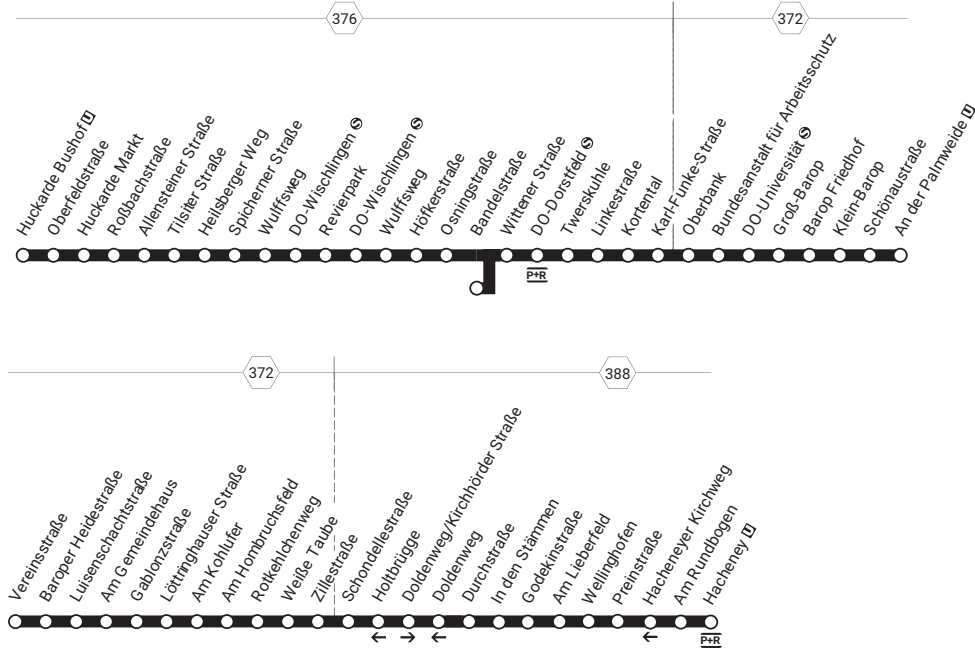 376
372
Huckarde Bushof U
Oberfeldstraße
Huckarde Markt
Roßbachstraße
Allensteiner Straße
Tilsiter Straße
Heilsberger Weg
Spicherner Straße
Wulffsweg
DO-Wischlingen S
Revierpark
DO-Wischlingen S
Wulffsweg
Höfkerstraße
Osningstraße
Bandelstraße
Wittener Straße
DO-Dorstfeld S
Twerskuhle
Linkestraße
Kortental
Karl-Funke-Straße
Oberbank
Bundesanstalt für Arbeitsschutz
DO-Universität S
Groß-Barop
Barop Friedhof
Klein-Barop
Schönaustraße
An der Palmweide U
P+R
372
388
Vereinsstraße
Baroper Heidestraße
Luisenschachtstraße
Am Gemeindehaus
Gablonzstraße
Löttringhauser Straße
Am Kohlufer
Am Hombruchsfeld
Rotkehlchenweg
Weiße Taube
Zillestraße
Schondellestraße
Holtbrügge
Doldenweg/Kirchhörder Straße
Doldenweg
Durchstraße
In den Stämmen
Godekinstraße
Am Lieberfeld
Wellinghofen
Preinstraße
Hacheneyer Kirchweg
Am Rundbogen
Hacheney U
P+R